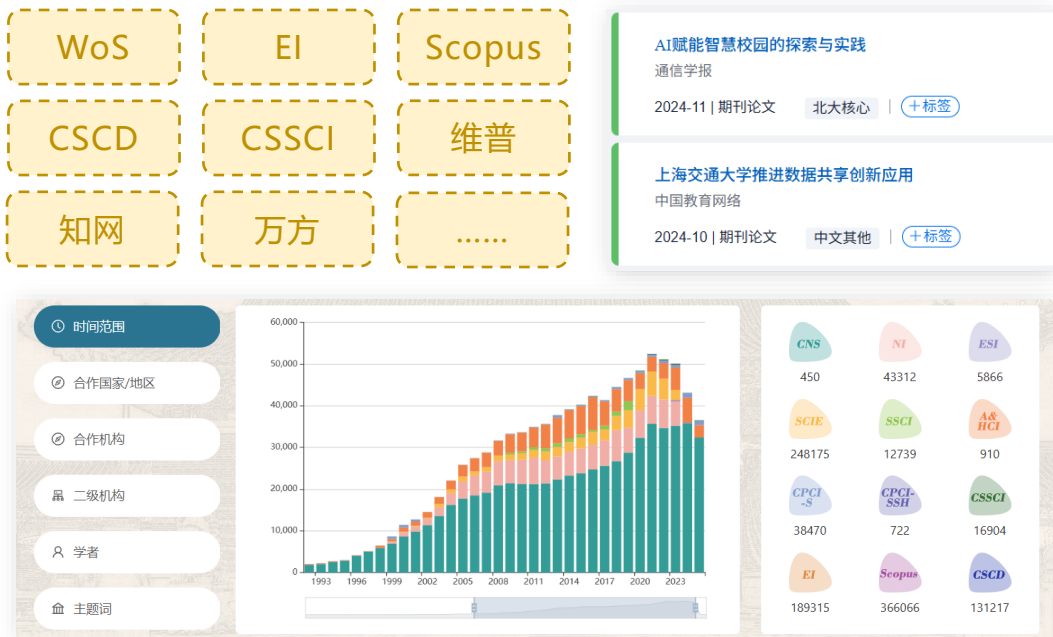 WoS
EI
Scopus
CSCD
CSSCI
维普
知网
万方
......
AI赋能智慧校园的探索与实践
通信学报
2024-11 | 期刊论文 北大核心 | +标签
上海交通大学推进数据共享创新应用
中国教育网络
2024-10 | 期刊论文 中文其他 | +标签
时间范围
合作国家/地区
合作机构
二级机构
学者
主题词
60,000
50,000
40,000
30,000
20,000
10,000
0
1993 1996 1999 2002 2005 2008 2011 2014 2017 2020 2023
CNS NI ESI
450 43312 5866
SCIE SSCI A&
HCI
248175 12739 910
CPCI
-S CPCI-
SSH CSSCI
38470 722 16904
EI Scopus CSCD
189315 366066 131217